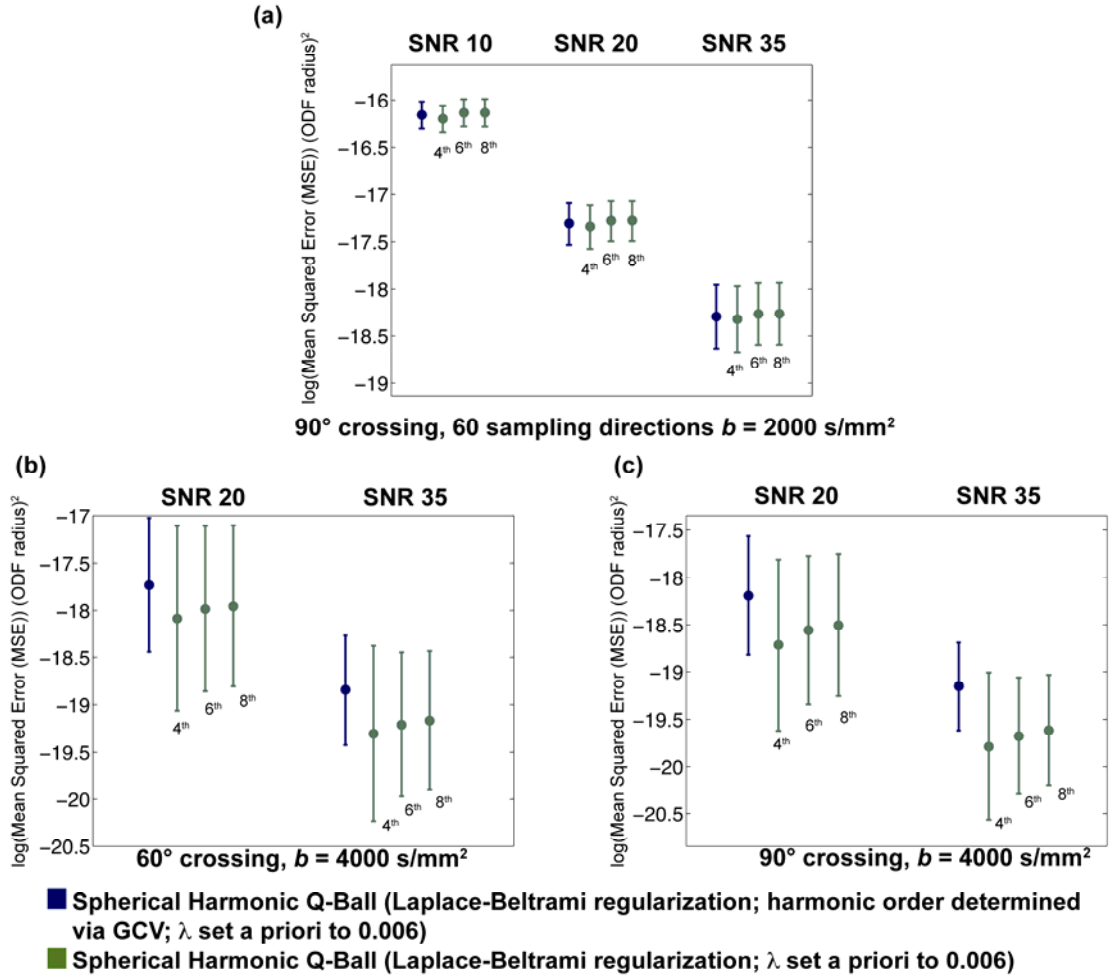 (a)
SNR 10 SNR 20 SNR 35
log(Mean Squared Error (MSE)) (ODF radius)²
−16
−16.5
−17
−17.5
−18
−18.5
−19
4th 6th 8th
4th 6th 8th
4th 6th 8th
90° crossing, 60 sampling directions b = 2000 s/mm²
(b)
SNR 20 SNR 35
log(Mean Squared Error (MSE)) (ODF radius)²
−17
−17.5
−18
−18.5
−19
−19.5
−20
−20.5
4th 6th 8th
4th 6th 8th
60° crossing, b = 4000 s/mm²
(c)
SNR 20 SNR 35
log(Mean Squared Error (MSE)) (ODF radius)²
−17.5
−18
−18.5
−19
−19.5
−20
−20.5
4th 6th 8th
4th 6th 8th
90° crossing, b = 4000 s/mm²
Spherical Harmonic Q-Ball (Laplace-Beltrami regularization; harmonic order determined
via GCV; λ set a priori to 0.006)
Spherical Harmonic Q-Ball (Laplace-Beltrami regularization; λ set a priori to 0.006)